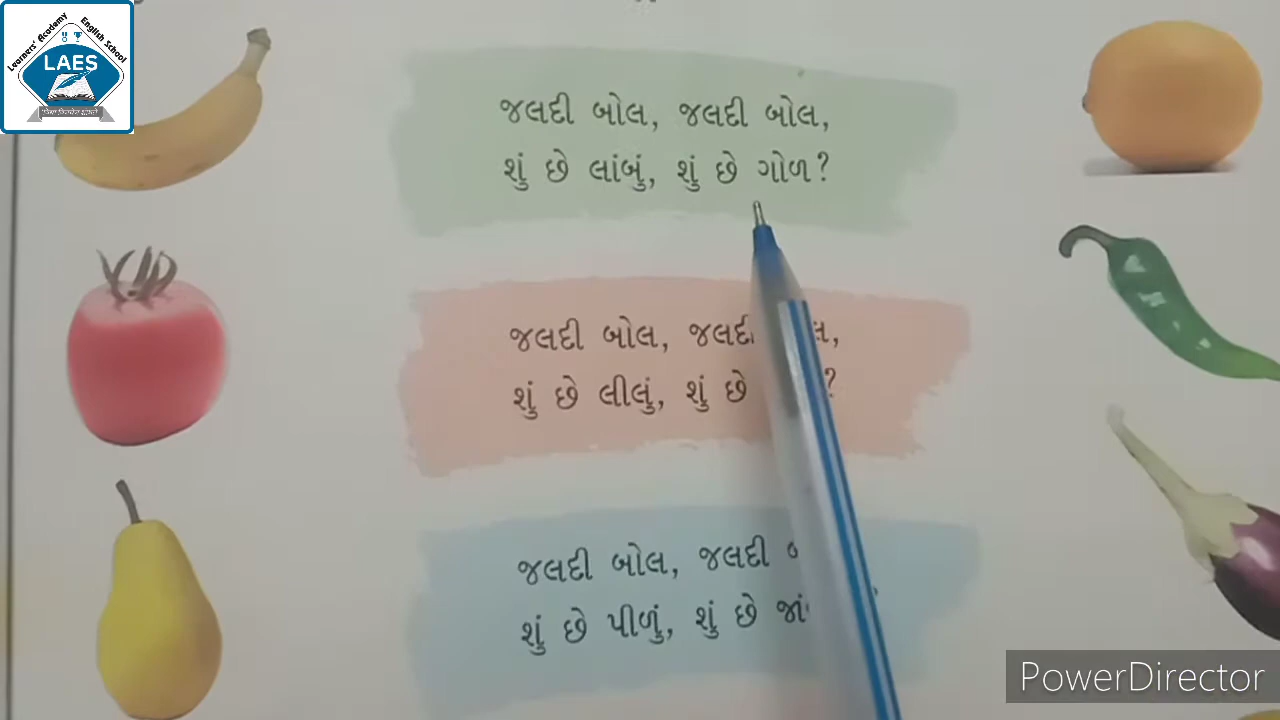 Learners' Academy English School
LAES
જલદી બોલ, જલદી બોલ,
શું છે લાંબું, શું છે ગોળ?
જલદી બોલ, જલદી
શું છે લીલું, શું છે
જલદી બોલ, જલદી
શું છે પીળું, શું છે
PowerDirector